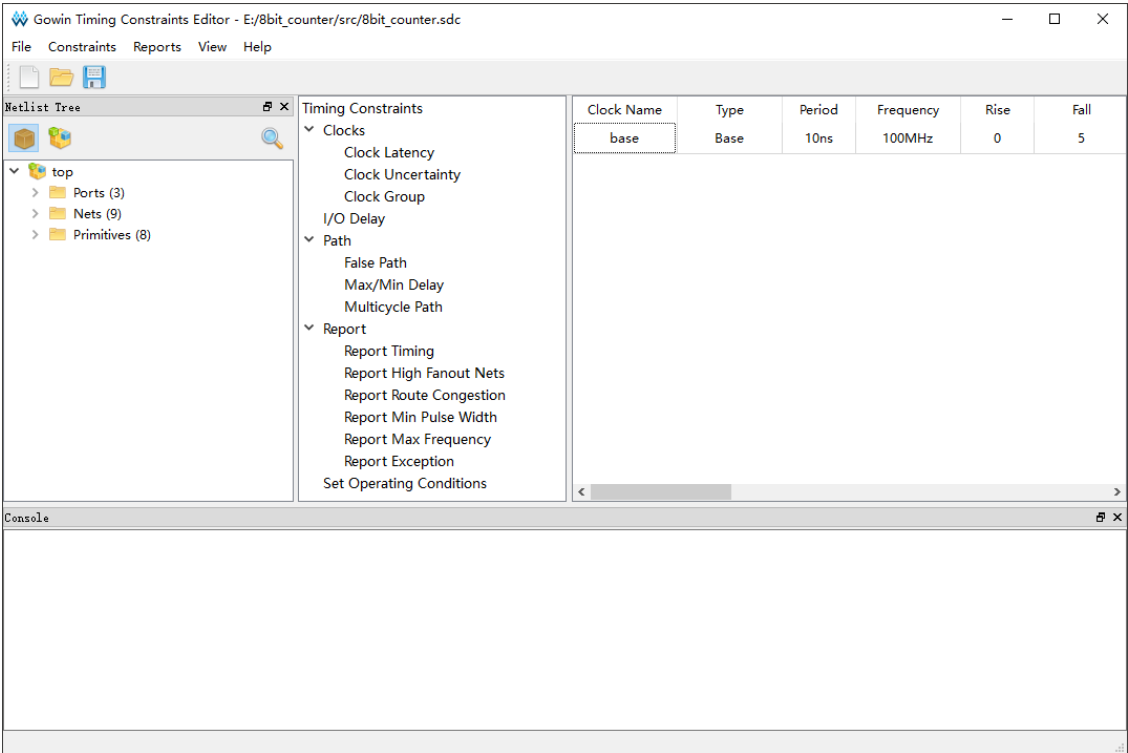 Gowin Timing Constraints Editor - E:/8bit_counter/src/8bit_counter.sdc
File Constraints Reports View Help
Netlist Tree
top
Ports (3)
Nets (9)
Primitives (8)
Timing Constraints
Clocks
Clock Latency
Clock Uncertainty
Clock Group
I/O Delay
Path
False Path
Max/Min Delay
Multicycle Path
Report
Report Timing
Report High Fanout Nets
Report Route Congestion
Report Min Pulse Width
Report Max Frequency
Report Exception
Set Operating Conditions
Clock Name Type Period Frequency Rise Fall
base Base 10ns 100MHz 0 5
Console